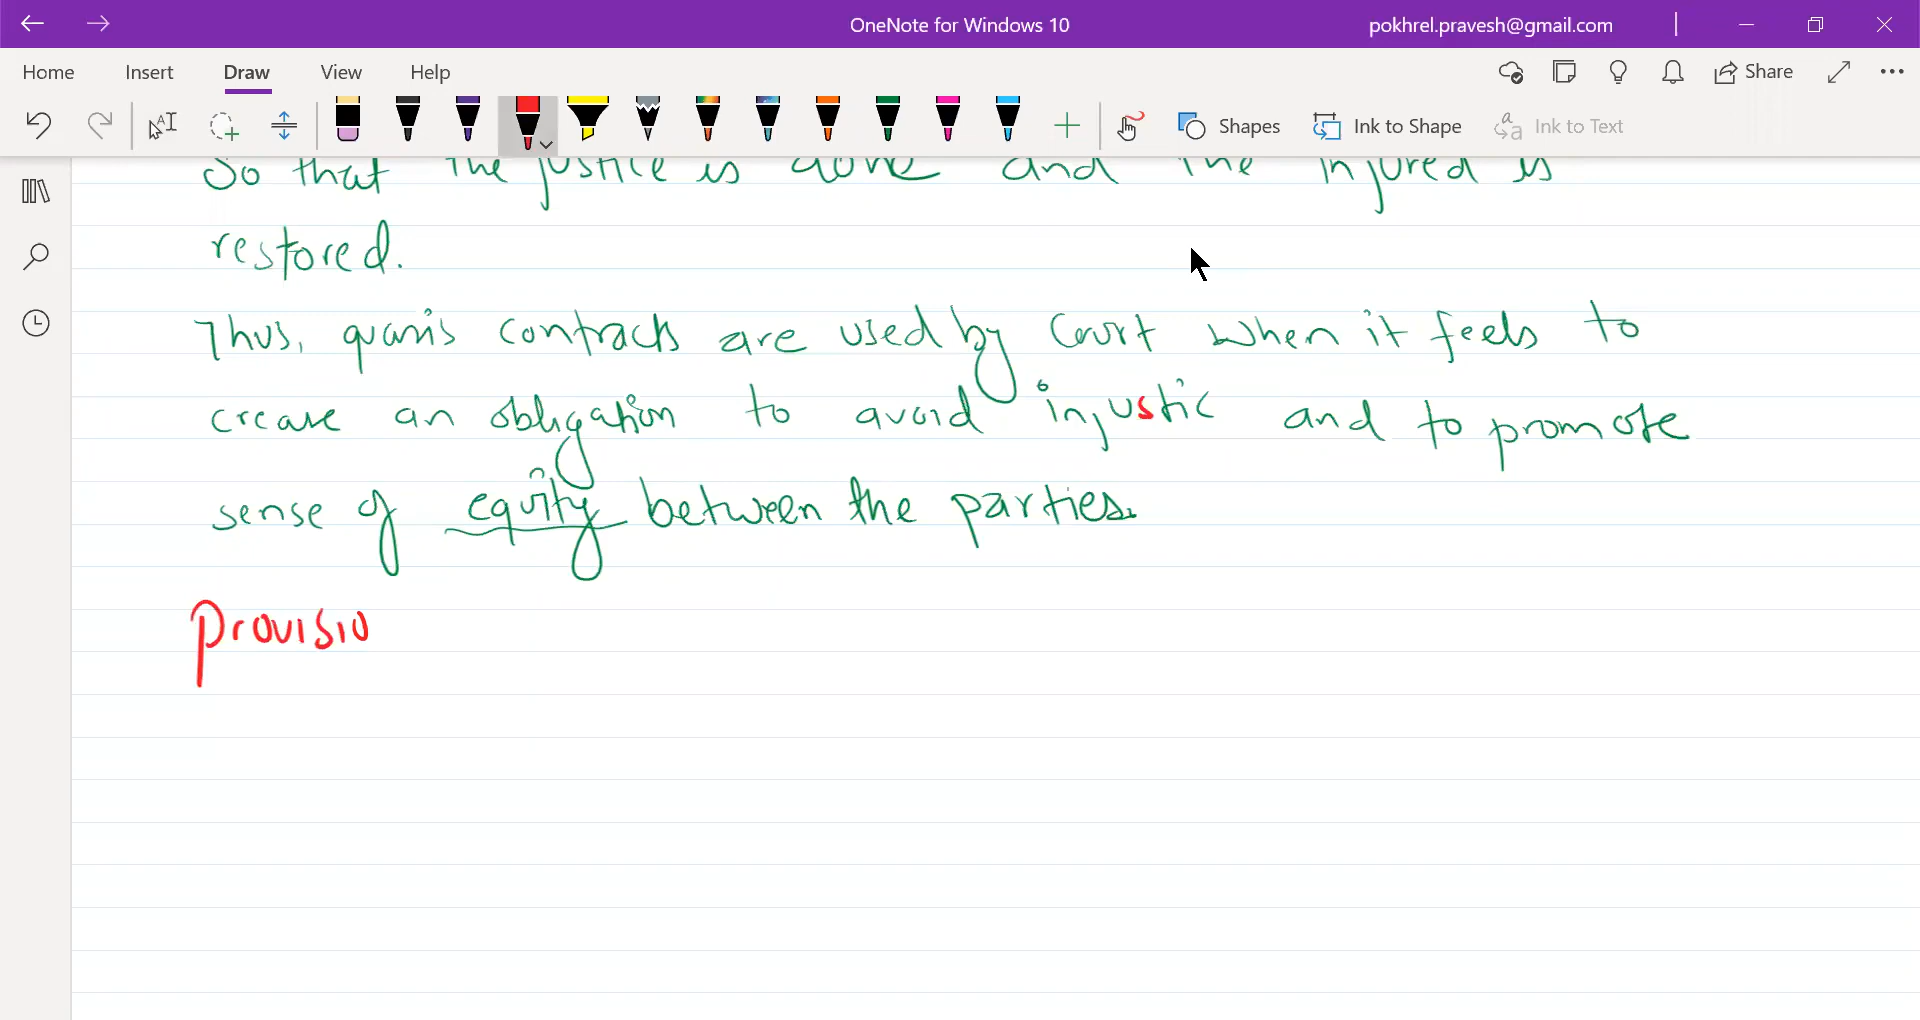 OneNote for Windows 10 pokhrel.pravesh@gmail.com
Home Insert Draw View Help Share
Shapes Ink to Shape Ink to Text
So that the justice is done and the injured is
restored.
Thus, quasis contracts are used by Court when it feels to
create an obligation to avoid injustic and to promote
sense of equity between the parties.
Provisio